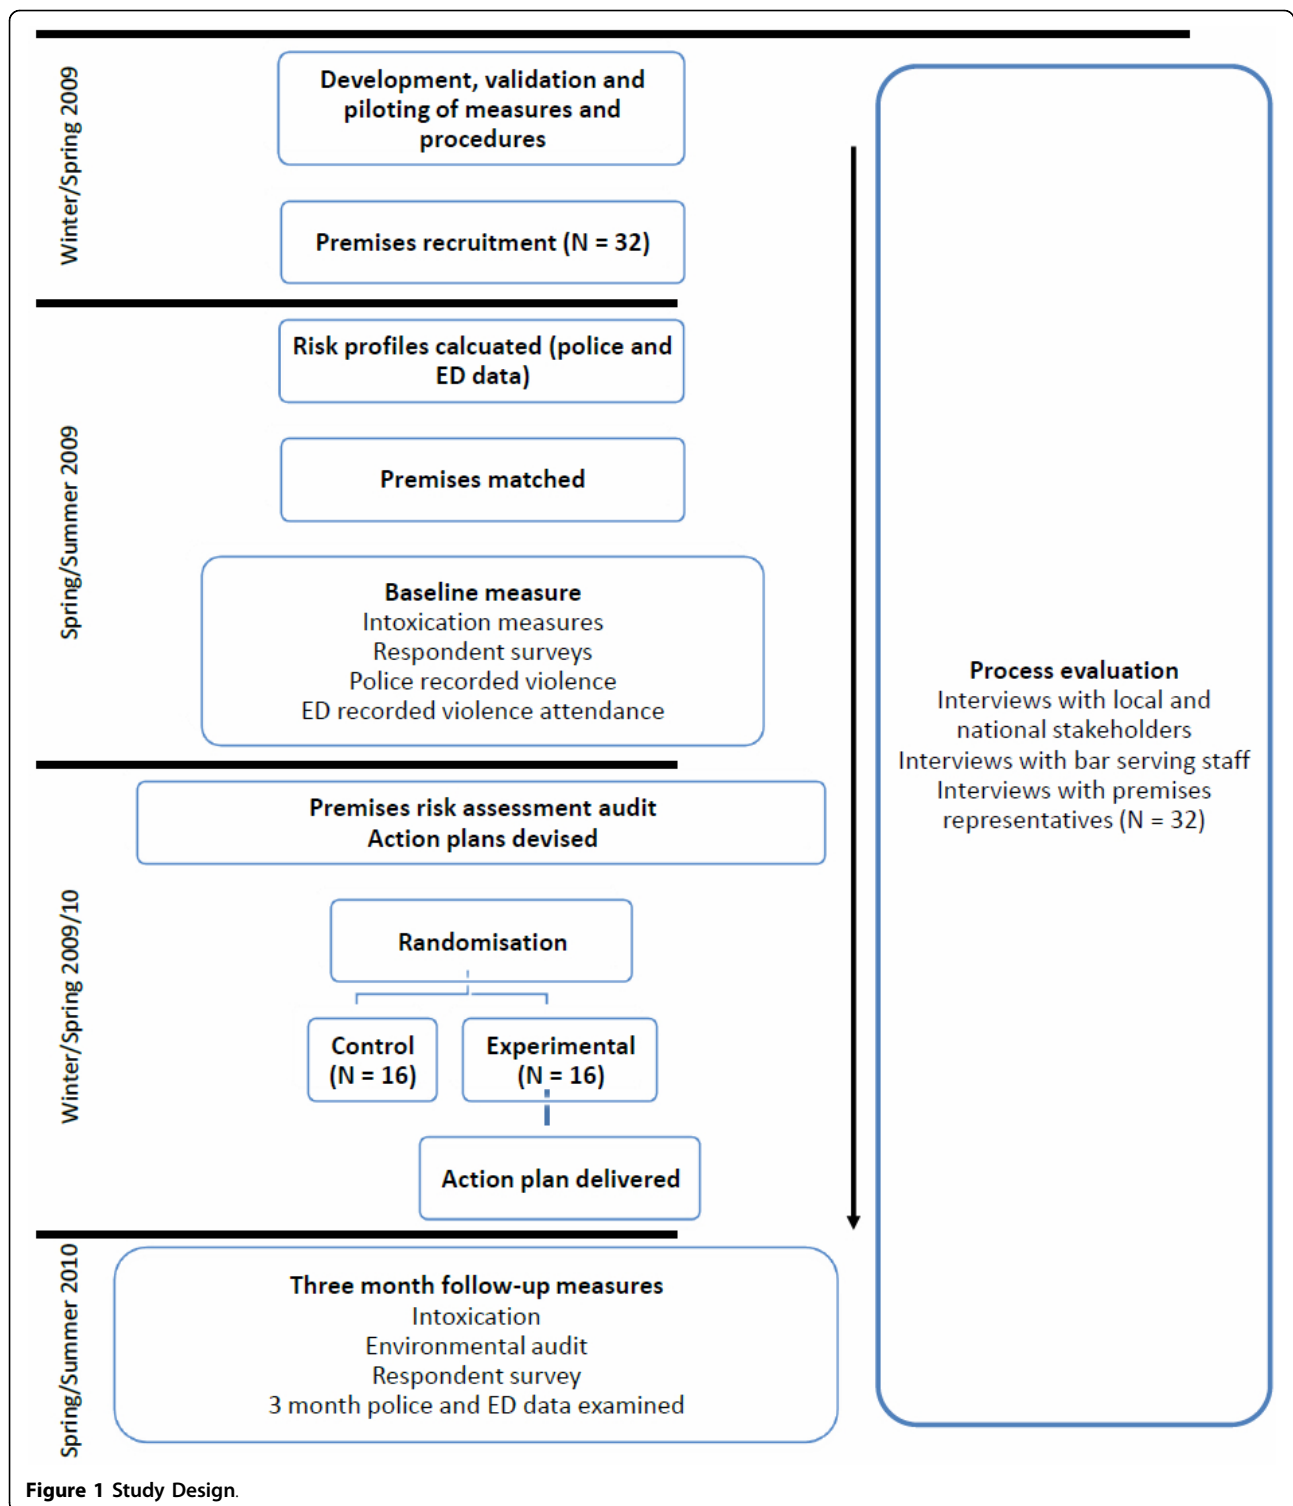 Winter/Spring 2009
Development, validation and
piloting of measures and
procedures
Premises recruitment (N = 32)
Spring/Summer 2009
Risk profiles calcuated (police and
ED data)
Premises matched
Baseline measure
Intoxication measures
Respondent surveys
Police recorded violence
ED recorded violence attendance
Winter/Spring 2009/10
Premises risk assessment audit
Action plans devised
Randomisation
Control
(N = 16)
Experimental
(N = 16)
Action plan delivered
Spring/Summer 2010
Three month follow-up measures
Intoxication
Environmental audit
Respondent survey
3 month police and ED data examined
Process evaluation
Interviews with local and
national stakeholders
Interviews with bar serving staff
Interviews with premises
representatives (N = 32)
Figure 1 Study Design.